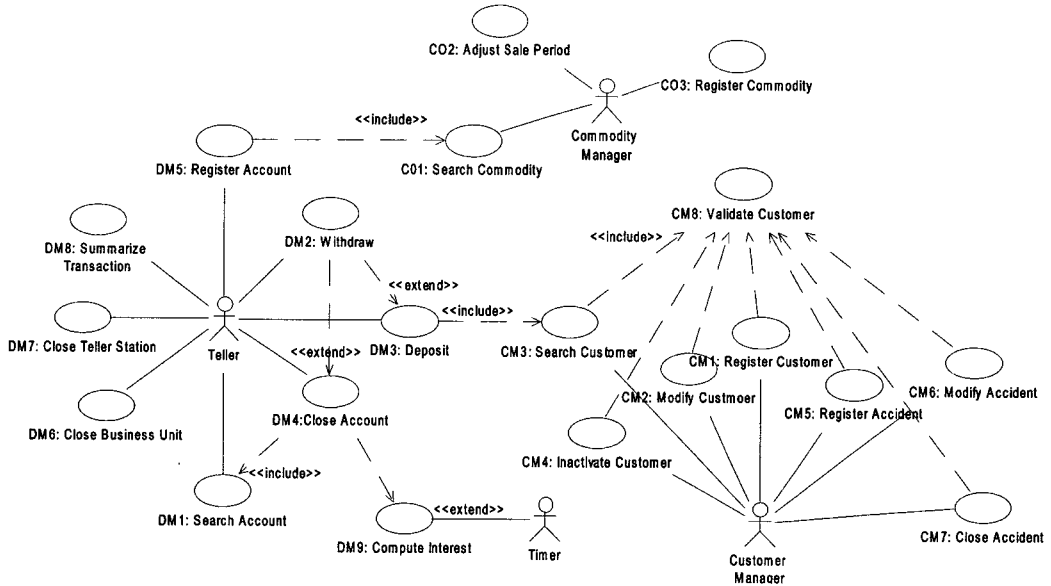 CO2: Adjust Sale Period
CO3: Register Commodity
<<include>>
Commodity
Manager
DM5: Register Account
C01: Search Commodity
CM8: Validate Customer
DM2: Withdraw
<<include>>
DM8: Summarize
Transaction
<<extend>>
<<include>>
DM7: Close Teller Station
Teller
DM3: Deposit
CM3: Search Customer
<<extend>>
CM1: Register Customer
CM6: Modify Accident
DM4:Close Account
CM2: Modify Custmoer
CM5: Register Accident
DM6: Close Business Unit
CM4: Inactivate Customer
<<include>>
DM1: Search Account
<<extend>>
DM9: Compute Interest
Timer
CM7: Close Accident
Customer
Manager